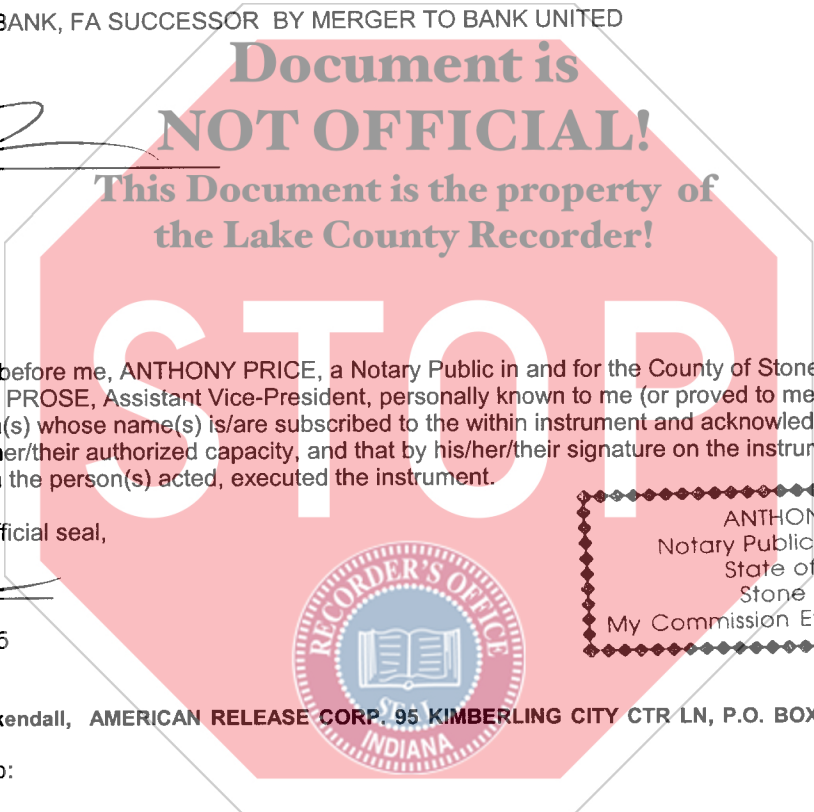 BANK, FA SUCCESSOR BY MERGER TO BANK UNITED
Document is
NOT OFFICIAL!
This Document is the property of
the Lake County Recorder!
STOP
before me, ANTHONY PRICE, a Notary Public in and for the County of Stone
PROSE, Assistant Vice-President, personally known to me (or proved to me
(s) whose name(s) is/are subscribed to the within instrument and acknowled
er/their authorized capacity, and that by his/her/their signature on the instru
the person(s) acted, executed the instrument.
ficial seal,
ANTHON
Notary Public
State of
Stone
My Commission E
RECORDER'S OFFICE
SEAL
INDIANA
kendall, AMERICAN RELEASE CORP. 95 KIMBERLING CITY CTR LN, P.O. BOX